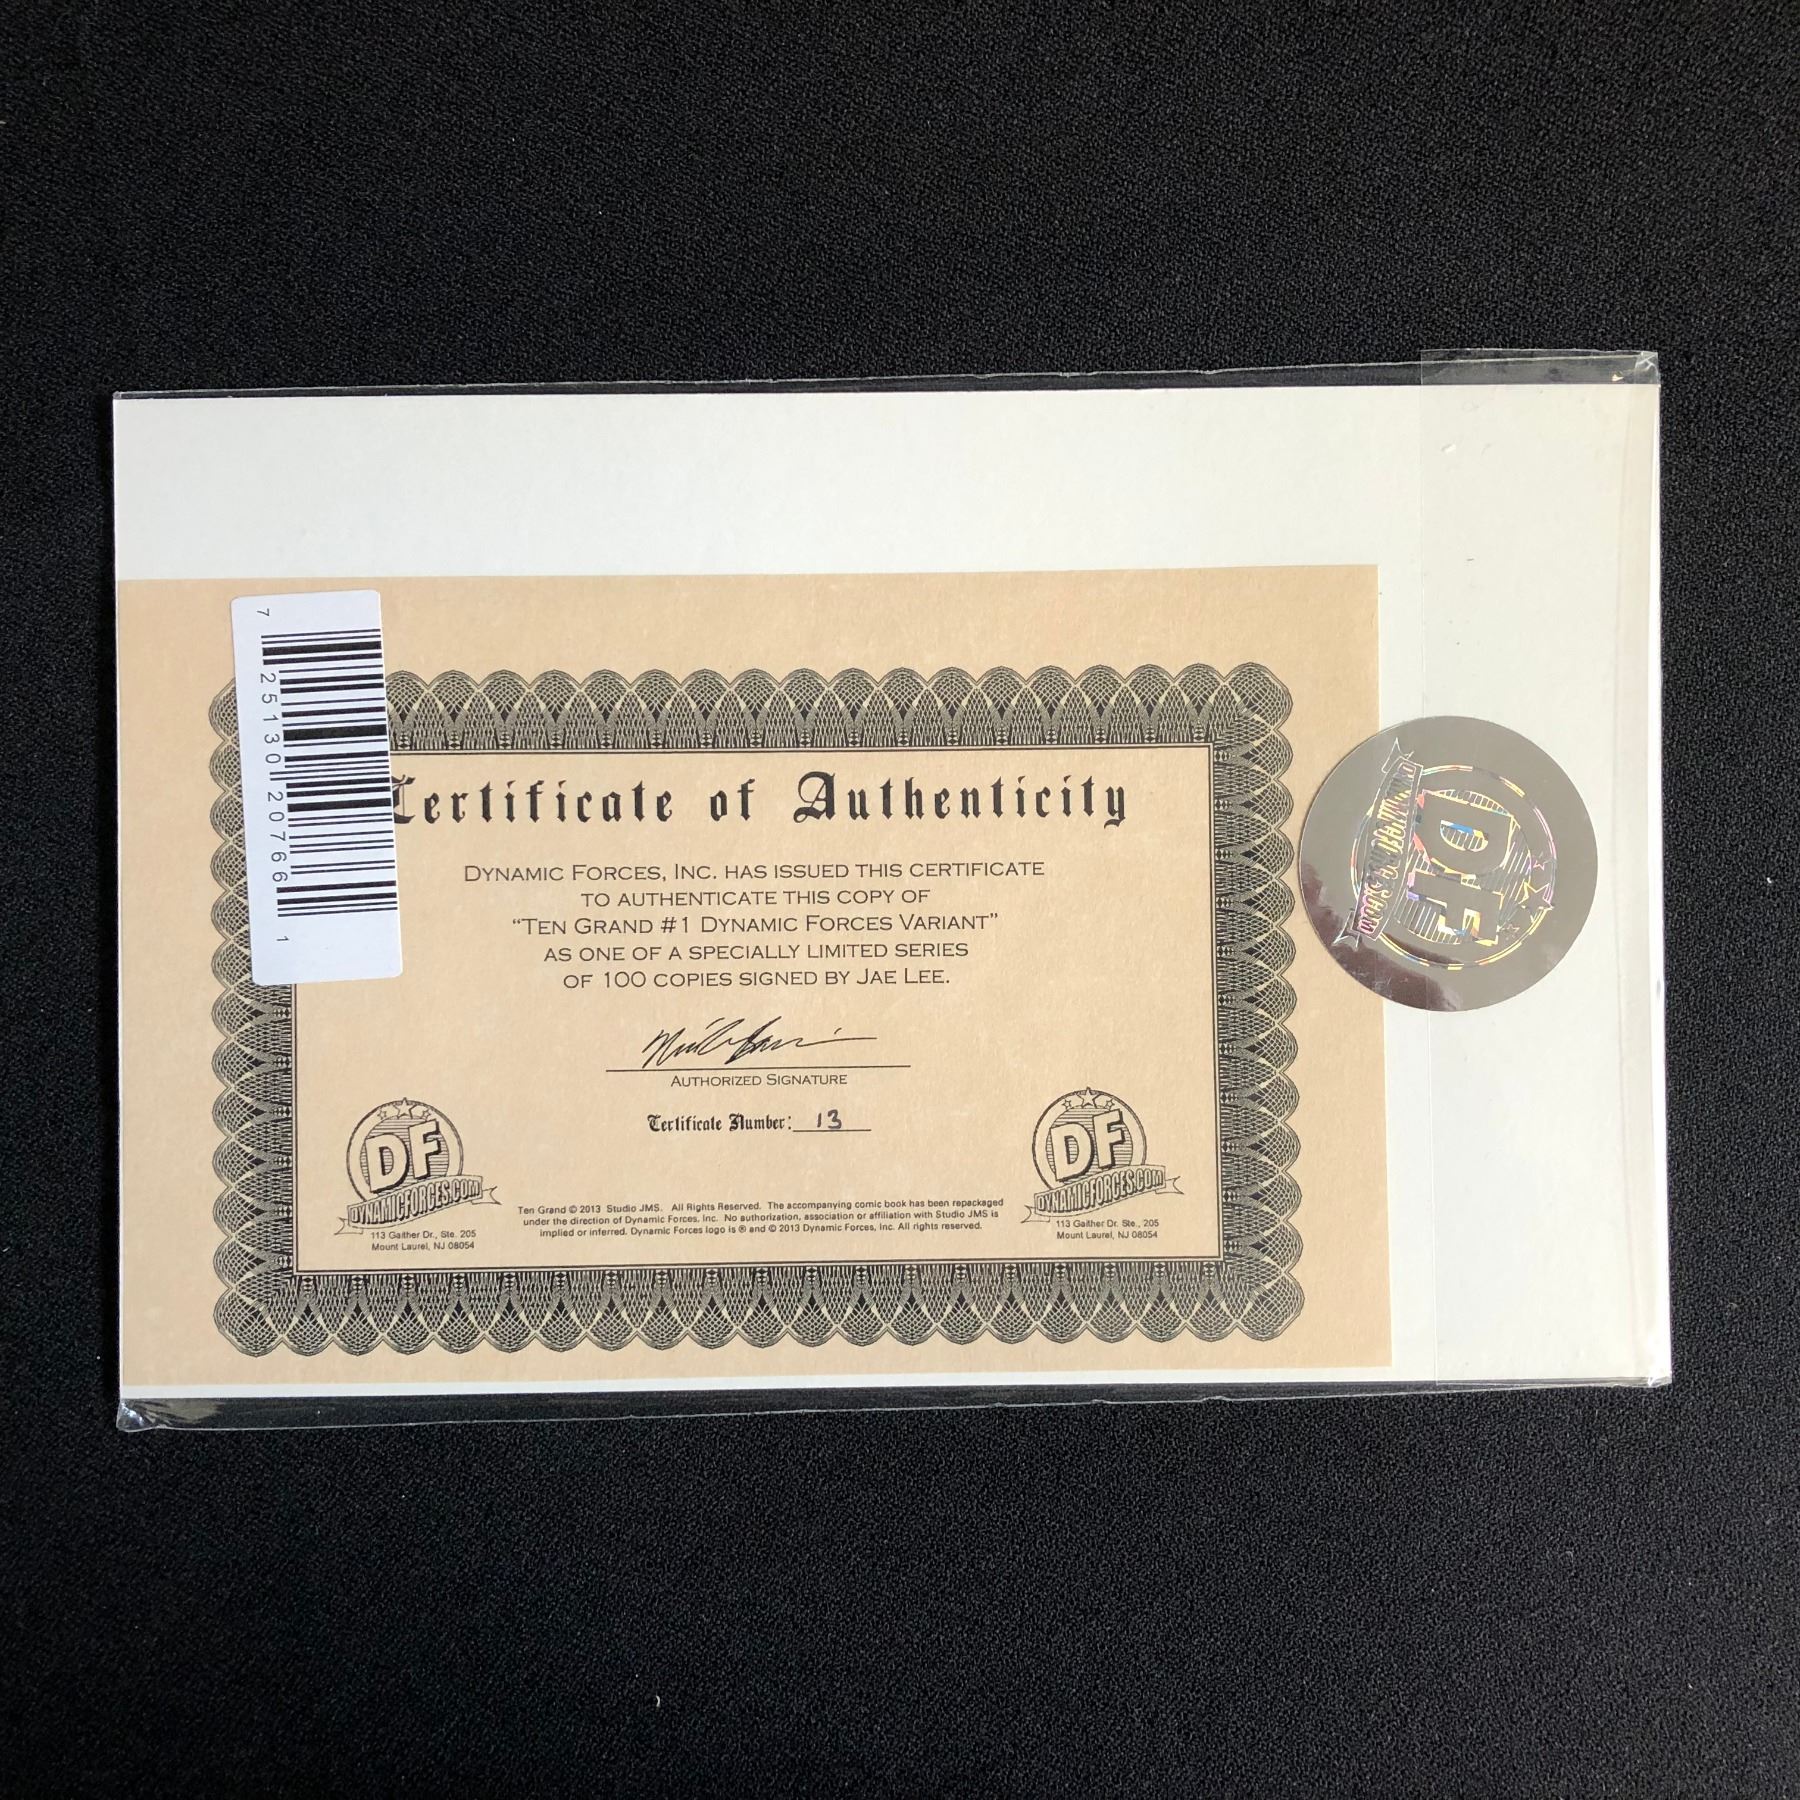 7 25130 20766 1
Certificate of Authenticity
DYNAMIC FORCES, INC. HAS ISSUED THIS CERTIFICATE
TO AUTHENTICATE THIS COPY OF
“TEN GRAND #1 DYNAMIC FORCES VARIANT”
AS ONE OF A SPECIALLY LIMITED SERIES
OF 100 COPIES SIGNED BY JAE LEE.
AUTHORIZED SIGNATURE
Certificate Number: 13
DF
DYNAMICFORCES.COM
113 Gaither Dr., Ste. 205
Mount Laurel, NJ 08054
Ten Grand © 2013 Studio JMS. All Rights Reserved. The accompanying comic book has been repackaged
under the direction of Dynamic Forces, Inc. No authorization, association or affiliation with Studio JMS is
implied or inferred. Dynamic Forces logo is ® and © 2013 Dynamic Forces, Inc. All rights reserved.
DF
DYNAMICFORCES.COM
113 Gaither Dr. Ste., 205
Mount Laurel, NJ 08054
DF
DYNAMICFORCES.COM